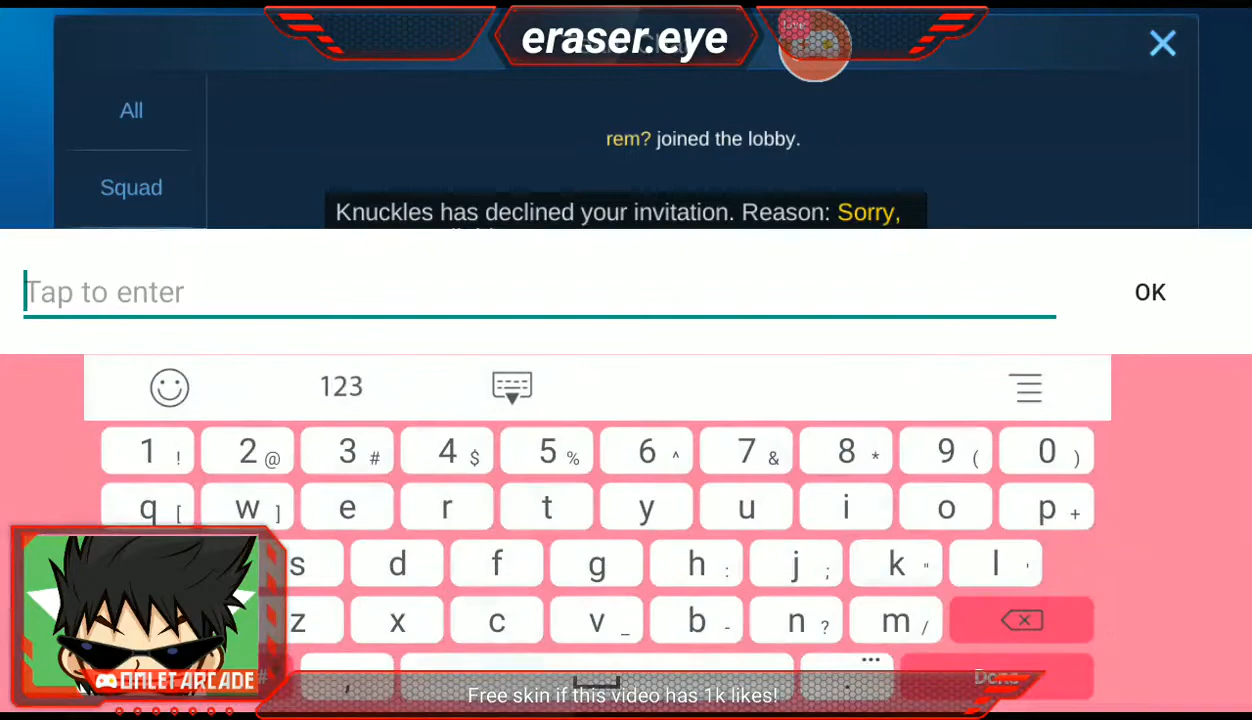 eraser.eye
All
rem? joined the lobby.
Squad
Knuckles has declined your invitation. Reason: Sorry,
Tap to enter
OK
123
1 ! 2 @ 3 # 4 $ 5 % 6 ^ 7 & 8 * 9 ( 0 )
q [ w ] e r t y u i o p +
s d f g h : j ; k " l '
z x c v _ b - n ? m /
, . Done
OMLET ARCADE
Free skin if this video has 1k likes!